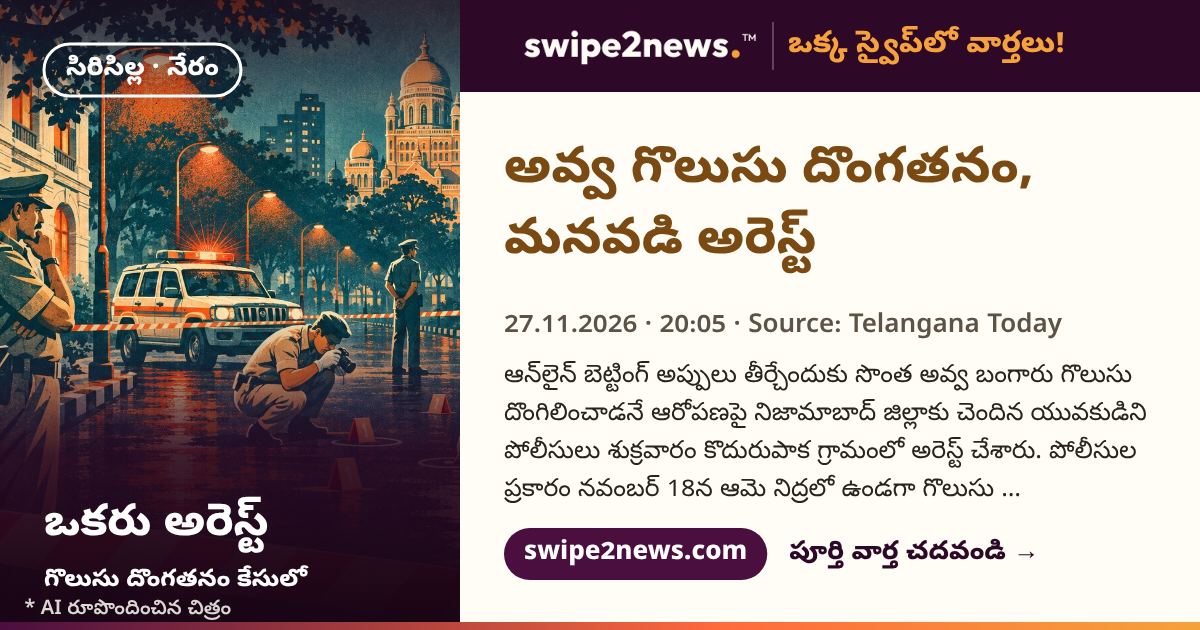 సిరిసిల్ల · నేరం
swipe2news.™
ఒక్క స్వైప్‌లో వార్తలు!
అవ్వ గొలుసు దొంగతనం,
మనవడి అరెస్ట్
27.11.2026 · 20:05 · Source: Telangana Today
ఆన్‌లైన్ బెట్టింగ్ అప్పులు తీర్చేందుకు సొంత అవ్వ బంగారు గొలుసు
దొంగిలించాడనే ఆరోపణపై నిజామాబాద్ జిల్లాకు చెందిన యువకుడిని
పోలీసులు శుక్రవారం కొదురుపాక గ్రామంలో అరెస్ట్ చేశారు. పోలీసుల
ప్రకారం నవంబర్ 18న ఆమె నిద్రలో ఉండగా గొలుసు ...
swipe2news.com
పూర్తి వార్త చదవండి →
ఒకరు అరెస్ట్
గొలుసు దొంగతనం కేసులో
* AI రూపొందించిన చిత్రం